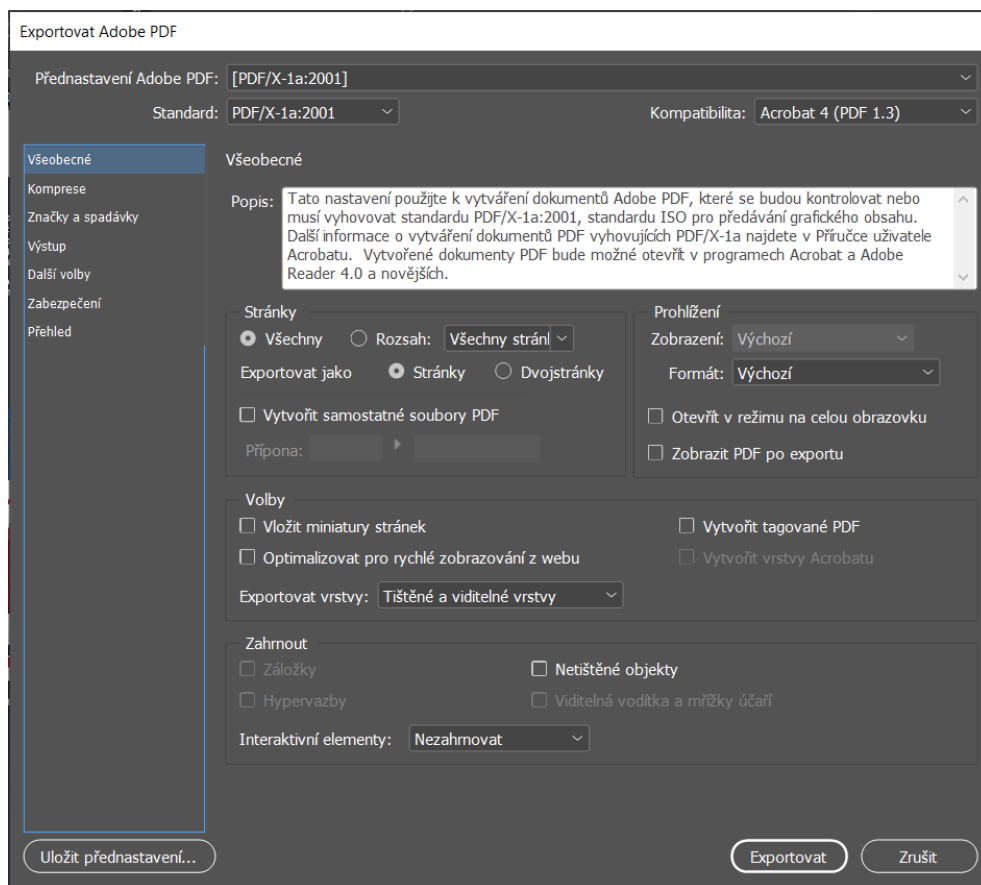 Exportovat Adobe PDF
Přednastavení Adobe PDF: [PDF/X-1a:2001]
Standard: PDF/X-1a:2001 Kompatibilita: Acrobat 4 (PDF 1.3)
Všeobecné
Komprese
Značky a spadávky
Výstup
Další volby
Zabezpečení
Přehled
Všeobecné
Popis: Tato nastavení použijte k vytváření dokumentů Adobe PDF, které se budou kontrolovat nebo
musí vyhovovat standardu PDF/X-1a:2001, standardu ISO pro předávání grafického obsahu.
Další informace o vytváření dokumentů PDF vyhovujících PDF/X-1a najdete v Příručce uživatele
Acrobatu. Vytvořené dokumenty PDF bude možné otevřít v programech Acrobat a Adobe
Reader 4.0 a novějších.
Stránky
Všechny Rozsah: Všechny stránl
Exportovat jako Stránky Dvojstránky
Vytvořit samostatné soubory PDF
Přípona:
Prohlížení
Zobrazení: Výchozí
Formát: Výchozí
Otevřít v režimu na celou obrazovku
Zobrazit PDF po exportu
Volby
Vložit miniatury stránek Vytvořit tagované PDF
Optimalizovat pro rychlé zobrazování z webu Vytvořit vrstvy Acrobatu
Exportovat vrstvy: Tištěné a viditelné vrstvy
Zahrnout
Záložky Netištěné objekty
Hypervazby Viditelná vodítka a mřížky účaří
Interaktivní elementy: Nezahrnovat
Uložit přednastavení... Exportovat Zrušit